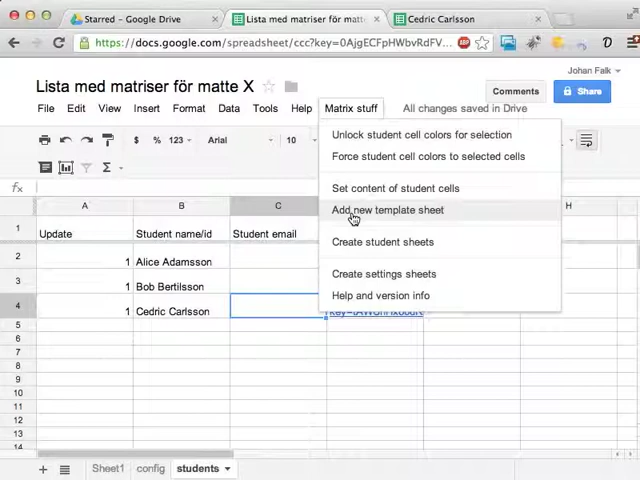 Starred – Google Drive
Lista med matriser för matte
Cedric Carlsson
https://docs.google.com/spreadsheet/ccc?key=0AjgECFpHWbvRdFV…
Johan Falk
Lista med matriser för matte X
Comments
Share
File Edit View Insert Format Data Tools Help Matrix stuff All changes saved in Drive
$ % 123 Arial 10
Unlock student cell colors for selection
Force student cell colors to selected cells
Set content of student cells
Add new template sheet
Create student sheets
Create settings sheets
Help and version info
fx
A B C H
1 Update Student name/id Student email
2 1 Alice Adamsson
3 1 Bob Bertilsson
4 1 Cedric Carlsson
5
6
7
8
9
10
11
12
13
14
Sheet1 config students